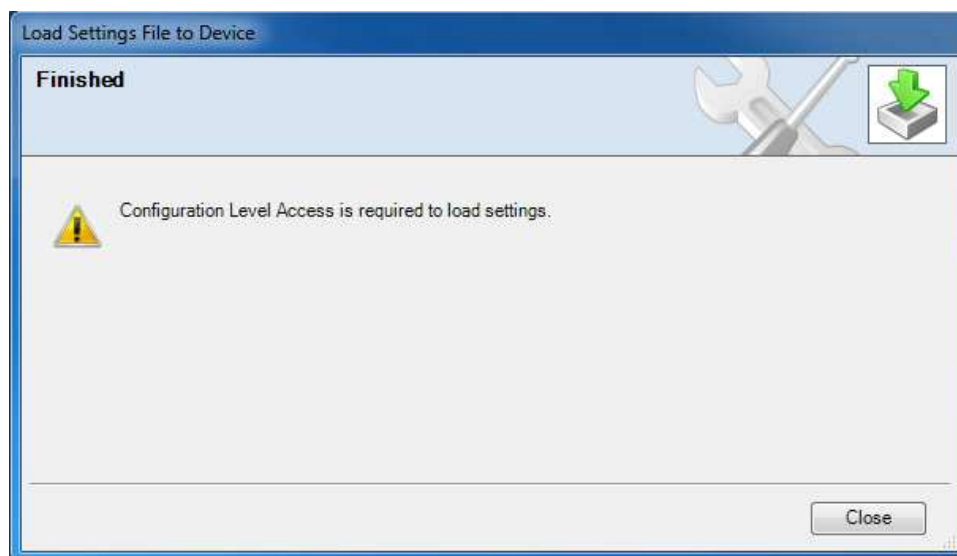 Load Settings File to Device
Finished
Configuration Level Access is required to load settings.
Close